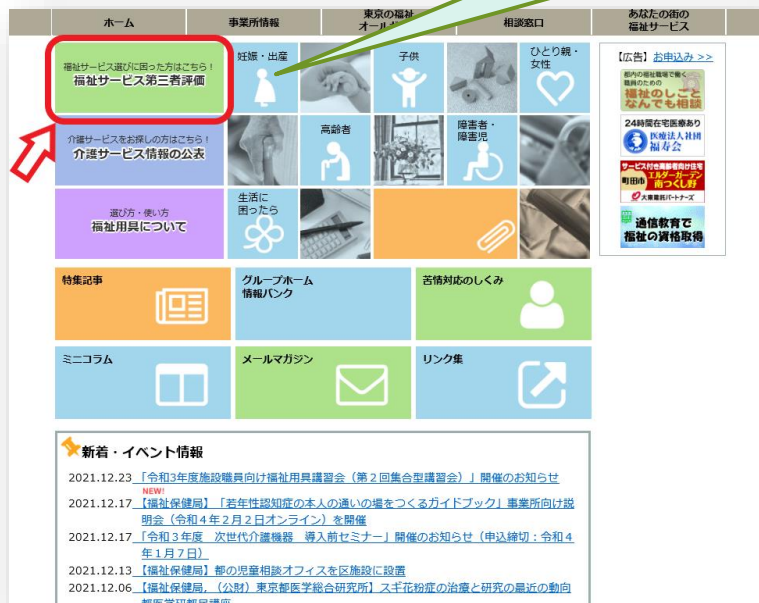 ホーム
事業所情報
東京の福祉
相談窓口
あなたの街の
福祉サービス
福祉サービス選びに困った方はこちら！
福祉サービス第三者評価
妊娠・出産
子供
ひとり親・
女性
介護サービスをお探しの方はこちら！
介護サービス情報の公表
高齢者
障害者・
障害児
選び方・使い方
福祉用具について
生活に
困ったら
【広告】お申込み >>
都内の福祉職場で働く
職員のための
福祉のしごと
なんでも相談
24時間在宅医療あり
医療法人社団
福寿会
サービス付き高齢者向け住宅
町田市 エルダーガーデン
南つくし野
大東建託パートナーズ
通信教育で
福祉の資格取得
特集記事
グループホーム
情報バンク
苦情対応のしくみ
ミニコラム
メールマガジン
リンク集
新着・イベント情報
2021.12.23 「令和3年度施設職員向け福祉用具講習会（第２回集合型講習会）」開催のお知らせ
NEW!
2021.12.17 【福祉保健局】「若年性認知症の本人の通いの場をつくるガイドブック」事業所向け説
明会（令和４年２月２日オンライン）を開催
2021.12.17 「令和３年度　次世代介護機器　導入前セミナー」開催のお知らせ（申込締切：令和４
年１月７日）
2021.12.13 【福祉保健局】都の児童相談オフィスを区施設に設置
2021.12.06 【福祉保健局，（公財）東京都医学総合研究所】スギ花粉症の治療と研究の最近の動向